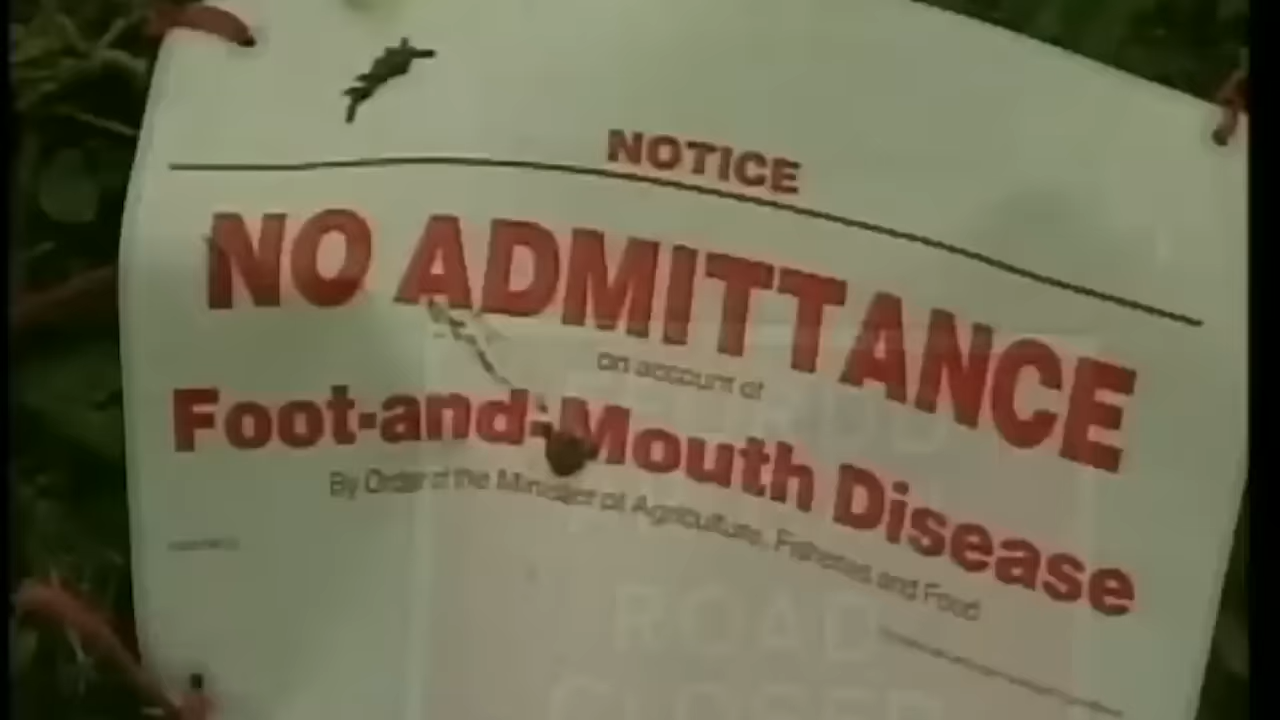 NOTICE
NO ADMITTANCE
on account of
Foot-and-Mouth Disease
By Order of the Minister of Agriculture, Fisheries and Food
ROAD
CLOSED